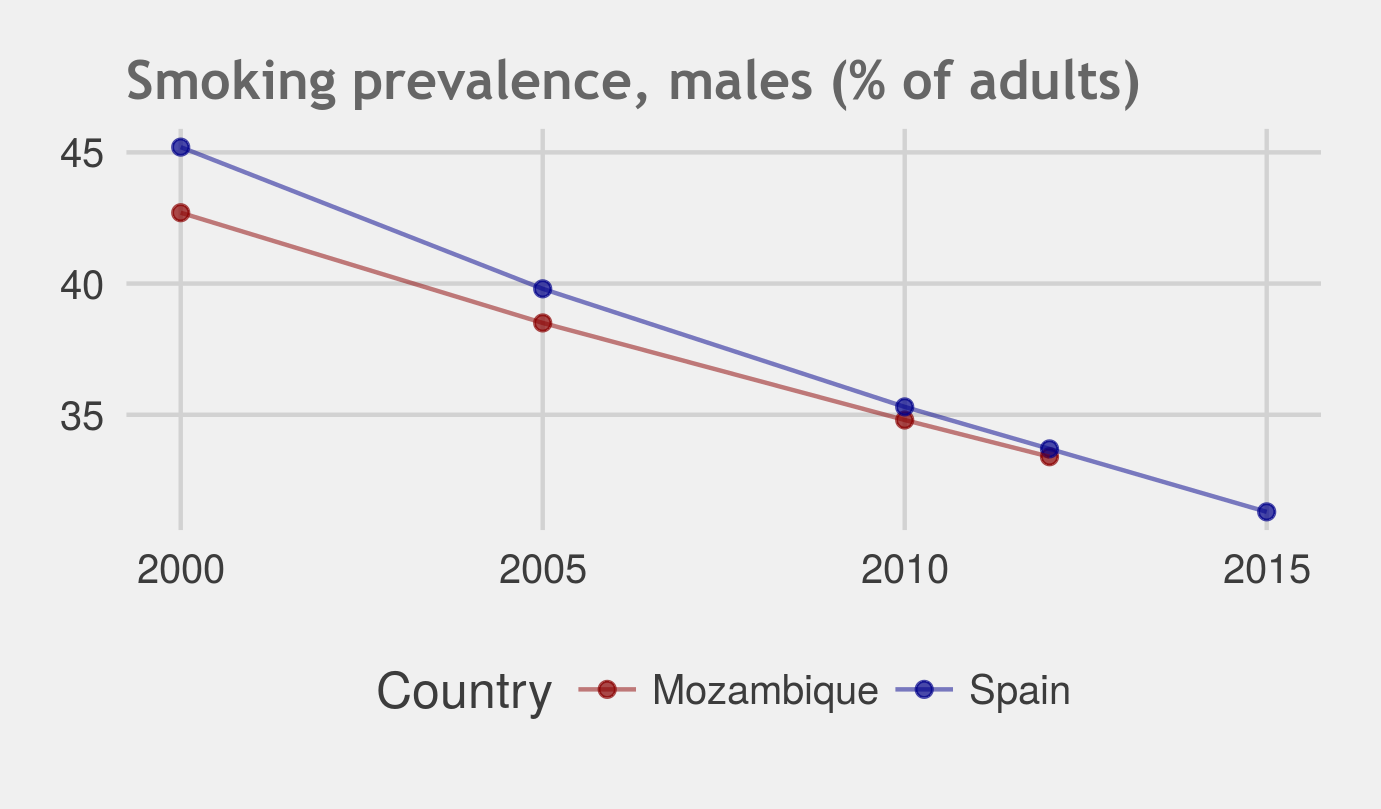 Smoking prevalence, males (% of adults)
45
40
35
2000 2005 2010 2015
Country Mozambique Spain